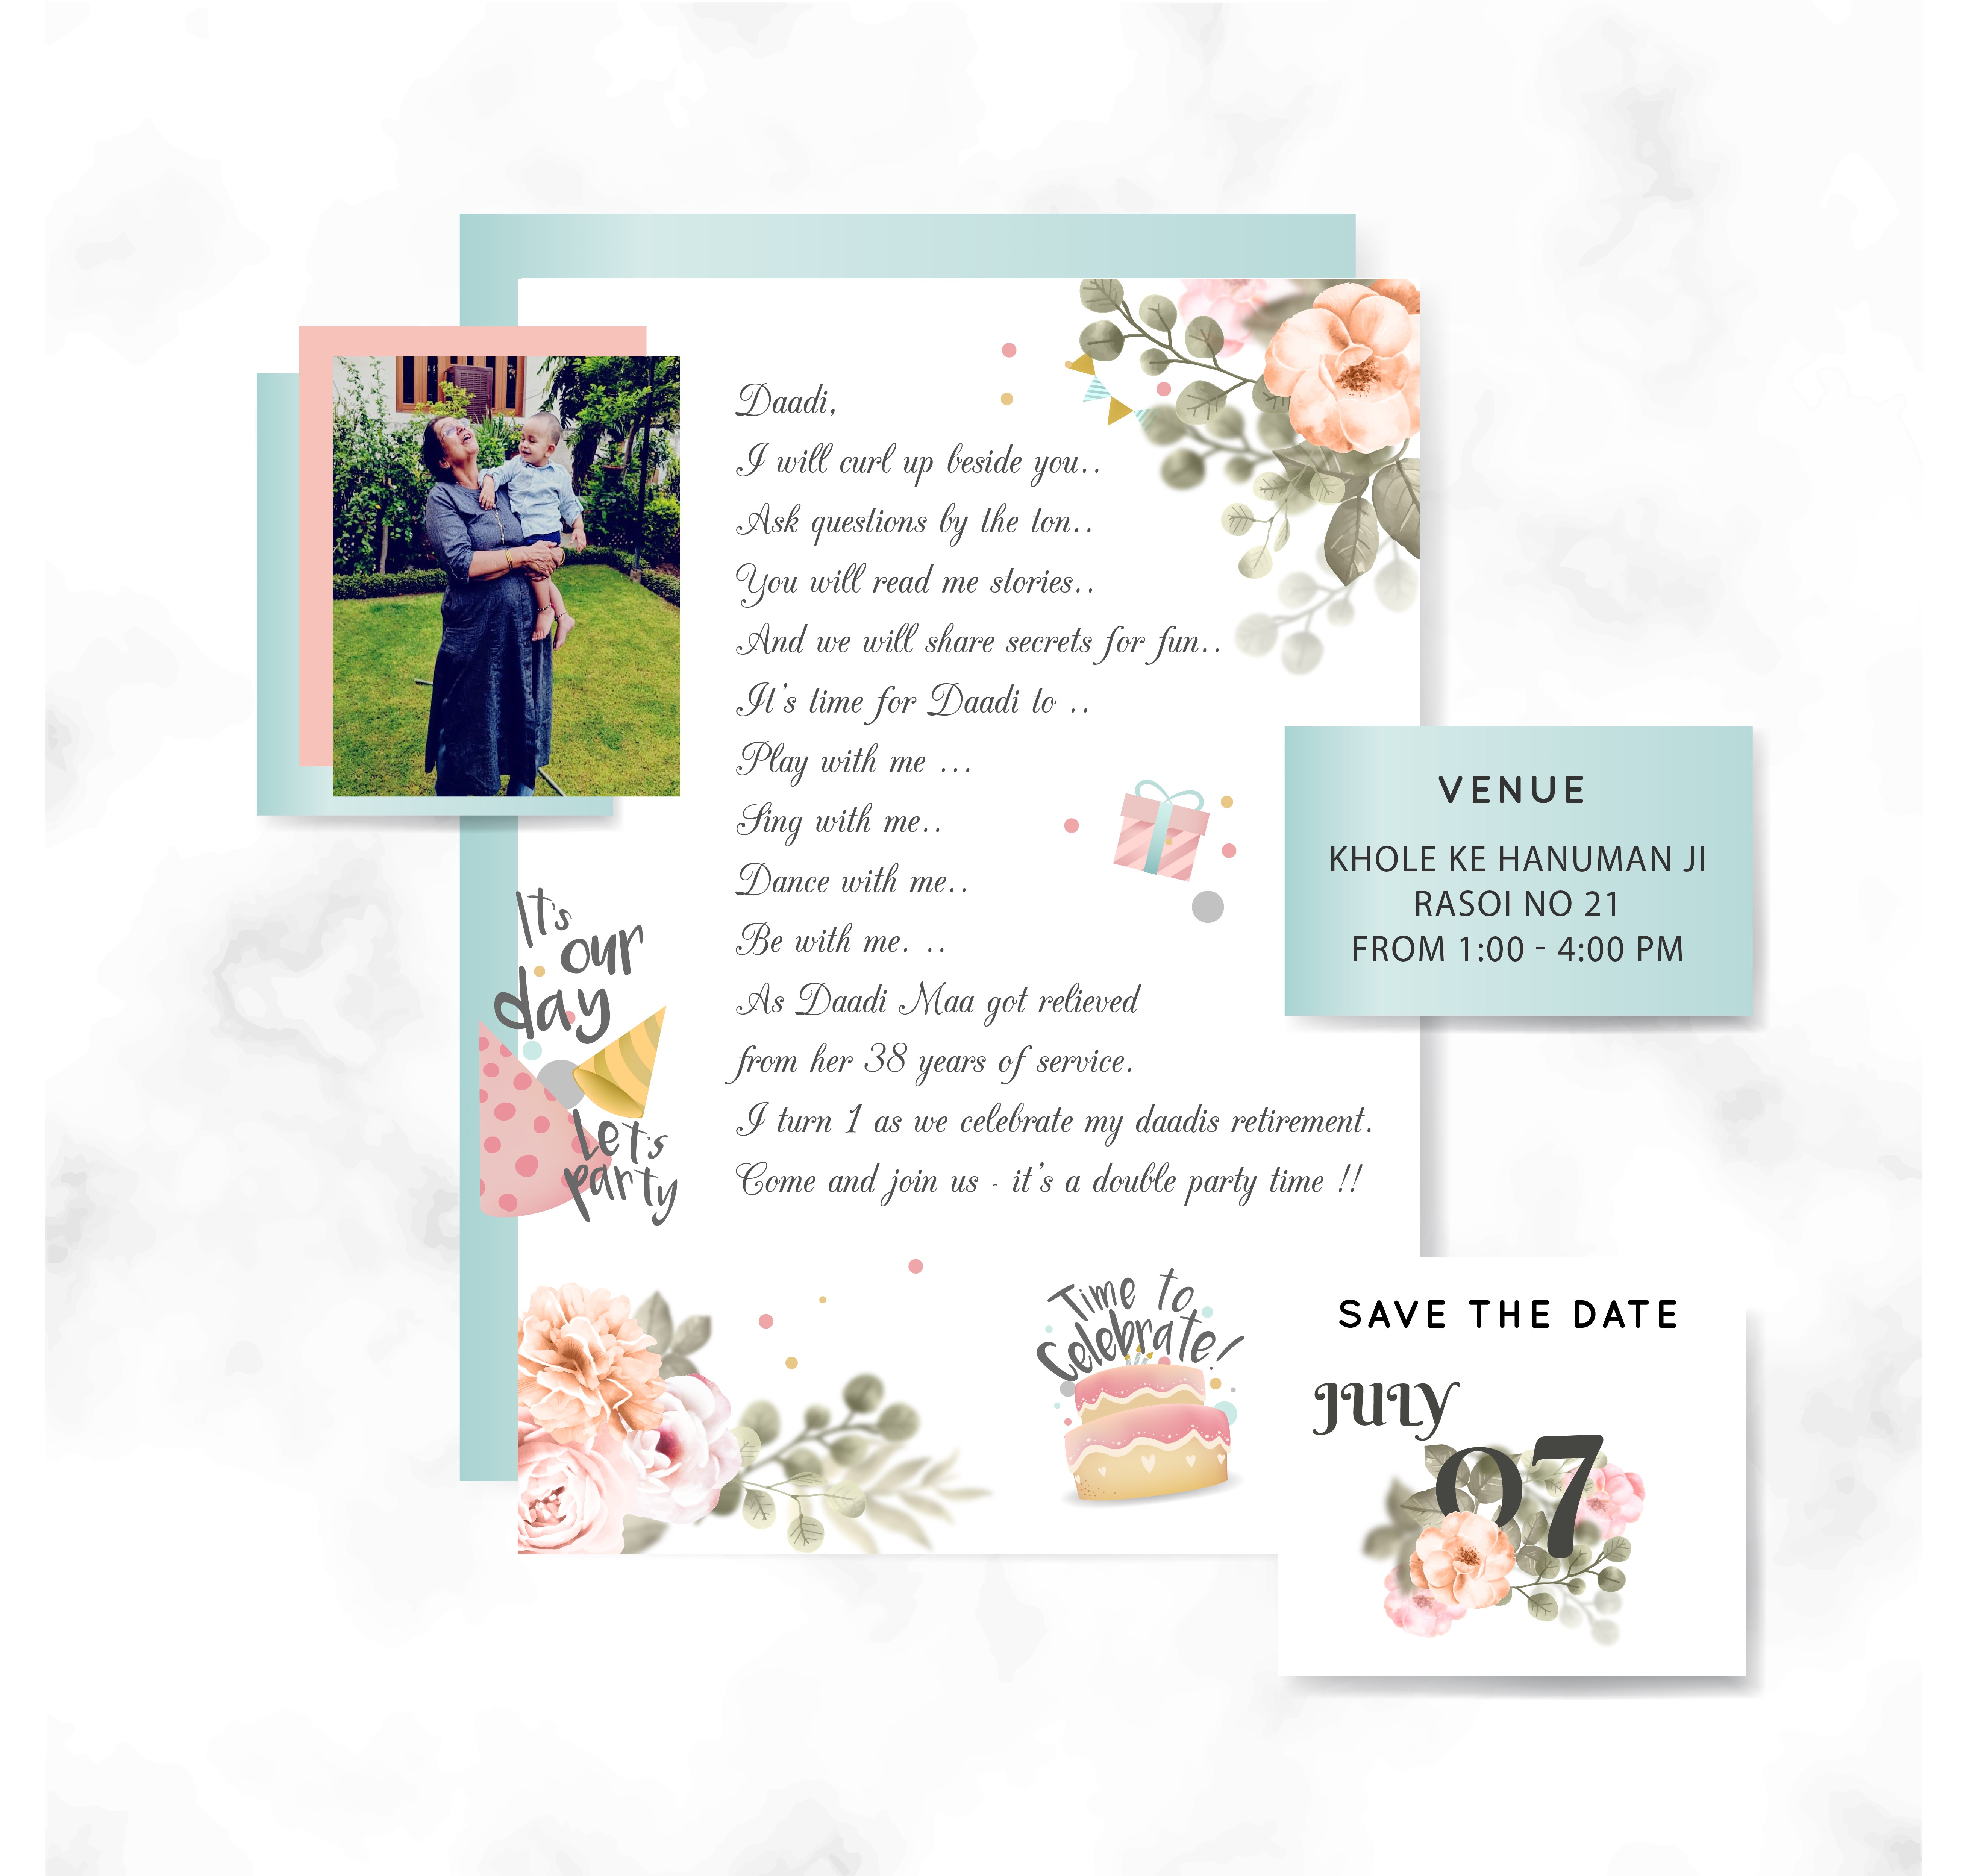 Daadi,
I will curl up beside you..
Ask questions by the ton..
You will read me stories..
And we will share secrets for fun..
It's time for Daadi to ..
Play with me ...
Sing with me..
Dance with me..
Be with me. ..
As Daadi Maa got relieved
from her 38 years of service.
I turn 1 as we celebrate my daadis retirement.
Come and join us - it's a double party time !!
It's
our
day
Let's
party
VENUE
KHOLE KE HANUMAN JI
RASOI NO 21
FROM 1:00 - 4:00 PM
Time to
Celebrate!
SAVE THE DATE
JULY
07